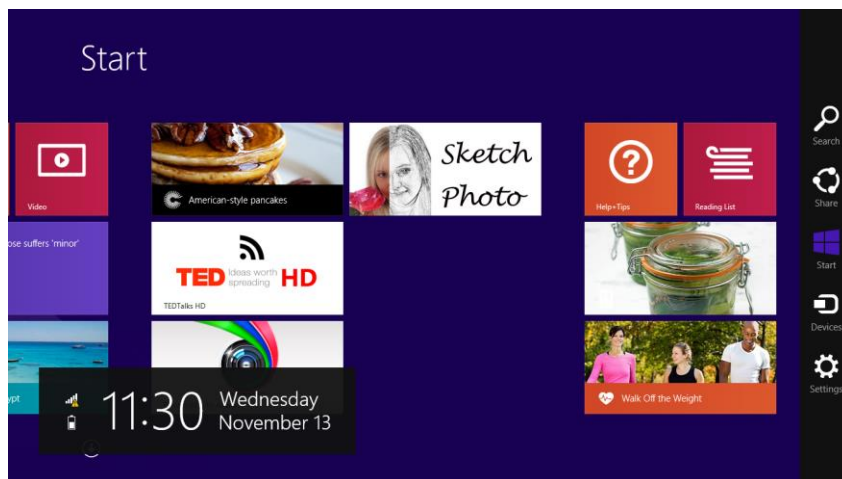 Start
Video
American-style pancakes
Sketch
Photo
Help+Tips
Reading List
Search
Share
Start
Devices
Settings
ose suffers 'minor'
TED Ideas worth spreading HD
TEDTalks HD
ypt
11:30
Wednesday
November 13
Walk Off the Weight